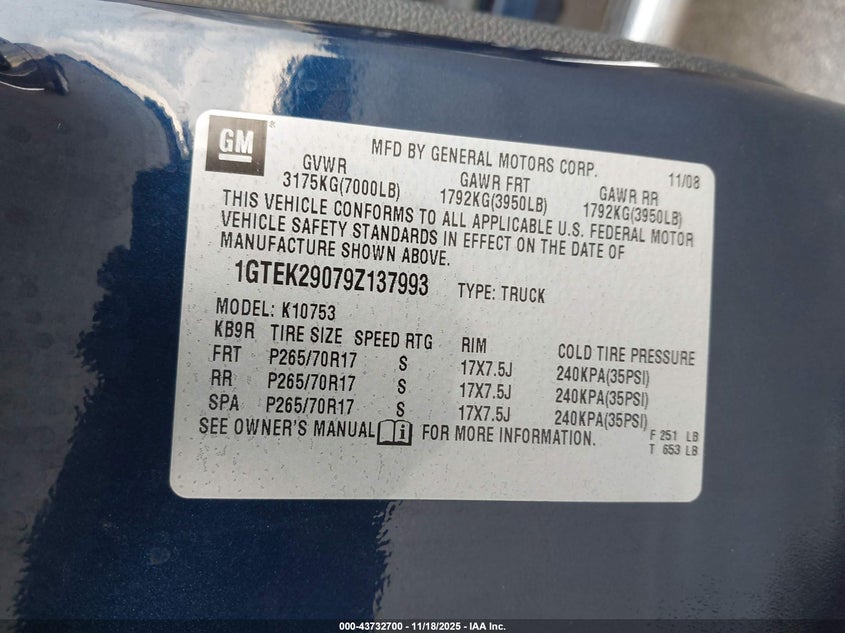 GM
MFD BY GENERAL MOTORS CORP. 11/08
GVWR GAWR FRT GAWR RR
3175KG(7000LB) 1792KG(3950LB) 1792KG(3950LB)
THIS VEHICLE CONFORMS TO ALL APPLICABLE U.S. FEDERAL MOTOR
VEHICLE SAFETY STANDARDS IN EFFECT ON THE DATE OF
MANUFACTURE SHOWN ABOVE.
1GTEK29079Z137993 TYPE: TRUCK
MODEL: K10753
KB9R TIRE SIZE SPEED RTG RIM COLD TIRE PRESSURE
FRT P265/70R17 S 17X7.5J 240KPA(35PSI)
RR P265/70R17 S 17X7.5J 240KPA(35PSI)
SPA P265/70R17 S 17X7.5J 240KPA(35PSI)
SEE OWNER'S MANUAL FOR MORE INFORMATION.
F 251 LB
T 653 LB
000-43732700 - 11/18/2025 - IAA Inc.